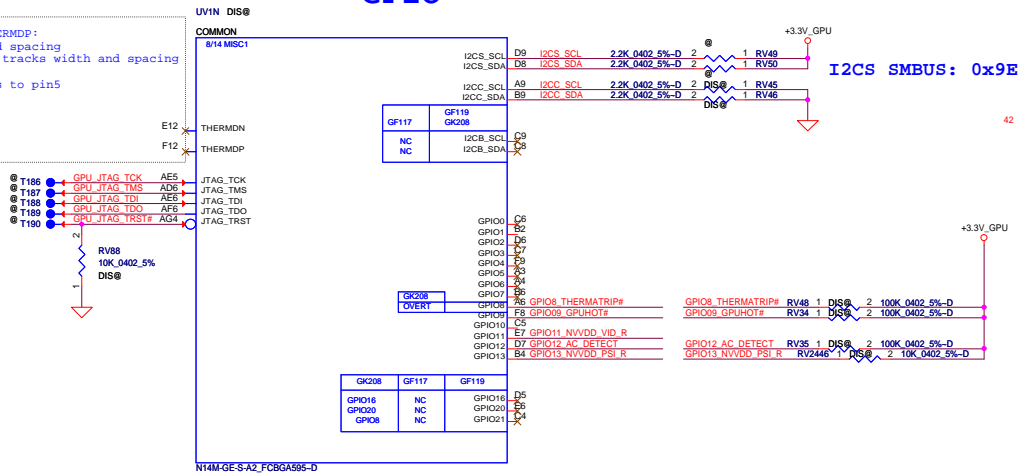 UV1N DIS@
COMMON
8/14 MISC1
ERMDP:
d spacing
tracks width and spacing
s to pin5
E12 THERMDN
F12 THERMDP
@ T186 GPU_JTAG_TCK AE5 JTAG_TCK
@ T187 GPU_JTAG_TMS AD6 JTAG_TMS
@ T188 GPU_JTAG_TDI AE6 JTAG_TDI
@ T189 GPU_JTAG_TDO AF6 JTAG_TDO
@ T190 GPU_JTAG_TRST# AG4 JTAG_TRST
2
RV88
10K_0402_5%
DIS@
1
+3.3V_GPU
@
I2CS_SCL D9 I2CS_SCL 2.2K_0402_5%~D 2 1 RV49
I2CS_SDA D8 I2CS_SDA 2.2K_0402_5%~D 2 1 RV50
@
I2CS SMBUS: 0x9E
I2CC_SCL A9 I2CC_SCL 2.2K_0402_5%~D 2 DIS@ 1 RV45
I2CC_SDA B9 I2CC_SDA 2.2K_0402_5%~D 2 1 RV46
DIS@
42
GF117 GF119
GK208
NC I2CB_SCL C9
NC I2CB_SDA C8
GPIO0 C6
GPIO1 B2
GPIO2 D6
GPIO3 C7
GPIO4 F9
GPIO5 A3
GPIO6 A4
GPIO7 B6
+3.3V_GPU
GK208
OVERT
GPIO8 A6 GPIO8_THERMATRIP# GPIO8_THERMATRIP# RV48 1 DIS@ 2 100K_0402_5%~D
GPIO9 F8 GPIO09_GPUHOT# GPIO09_GPUHOT# RV34 1 DIS@ 2 100K_0402_5%~D
GPIO10 C5
GPIO11 E7 GPIO11_NVVDD_VID_R
GPIO12 D7 GPIO12_AC_DETECT GPIO12_AC_DETECT RV35 1 DIS@ 2 100K_0402_5%~D
GPIO13 B4 GPIO13_NVVDD_PSI_R GPIO13_NVVDD_PSI_R RV2446 1 DIS@ 2 10K_0402_5%~D
GK208 GF117 GF119
GPIO16 NC GPIO16 D5
GPIO20 NC GPIO20 E6
GPIO8 NC GPIO21 C4
N14M-GE-S-A2_FCBGA595~D